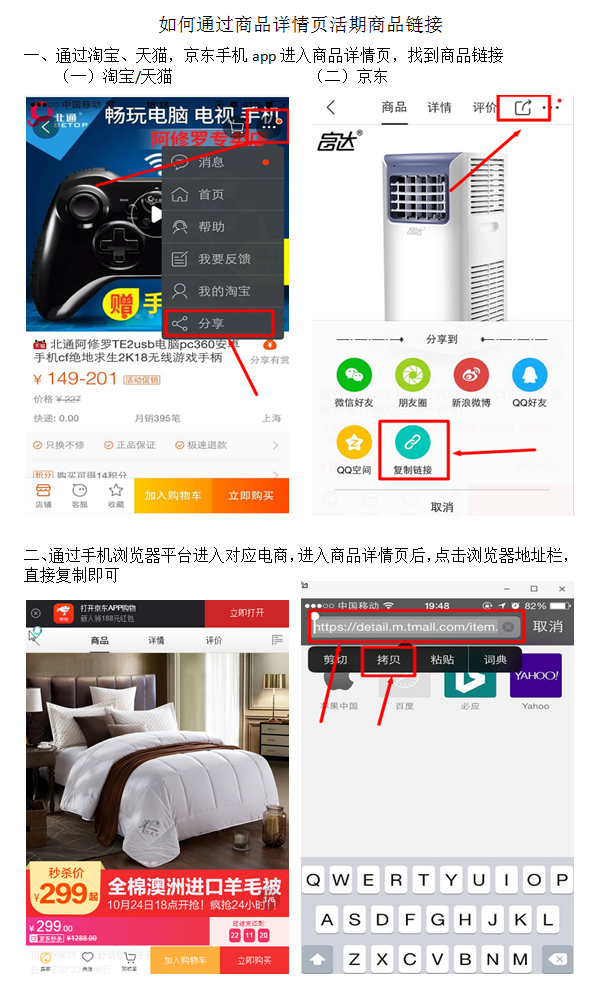 如何通过商品详情页活期商品链接
一、通过淘宝、天猫，京东手机 app 进入商品详情页，找到商品链接
（一）淘宝/天猫
（二）京东
中国移动 18:18
北通
BETOP
畅玩电脑 电视 手机
阿修罗专卖店
消息
首页
帮助
我要反馈
我的淘宝
分享
赠
北通阿修罗TE2usb电脑pc360安卓
手机cf绝地求生2K18无线游戏手柄
分享有赏
¥ 149-201 活动促销
价格 ¥227
快递: 0.00 月销395笔 上海
只换不修 正品保证 极速退款
积分 购买可得14积分
店铺 客服 收藏 加入购物车 立即购买
商品 详情 评价
富达®
分享到
微信好友 朋友圈 新浪微博 QQ好友
QQ空间 复制链接
取消
二、通过手机浏览器平台进入对应电商，进入商品详情页后，点击浏览器地址栏，
直接复制即可
京东
打开京东APP购物
新人领188元红包
立即打开
商品 详情 评价
秒杀价
¥299起
全棉澳洲进口羊毛被
10月24日18点开抢！疯抢24小时！
¥299.00
京东秒杀 ¥1288.00
22 11 20
购物车 加入购物车 立即购买
中国移动 19:48 82%
https://detail.m.tmall.com/item.
取消
剪切 拷贝 粘贴 词典
YAHOO!
苹果中国 百度 必应 Yahoo
Q W E R T Y U I O P
A S D F G H J K L
Z X C V B N M